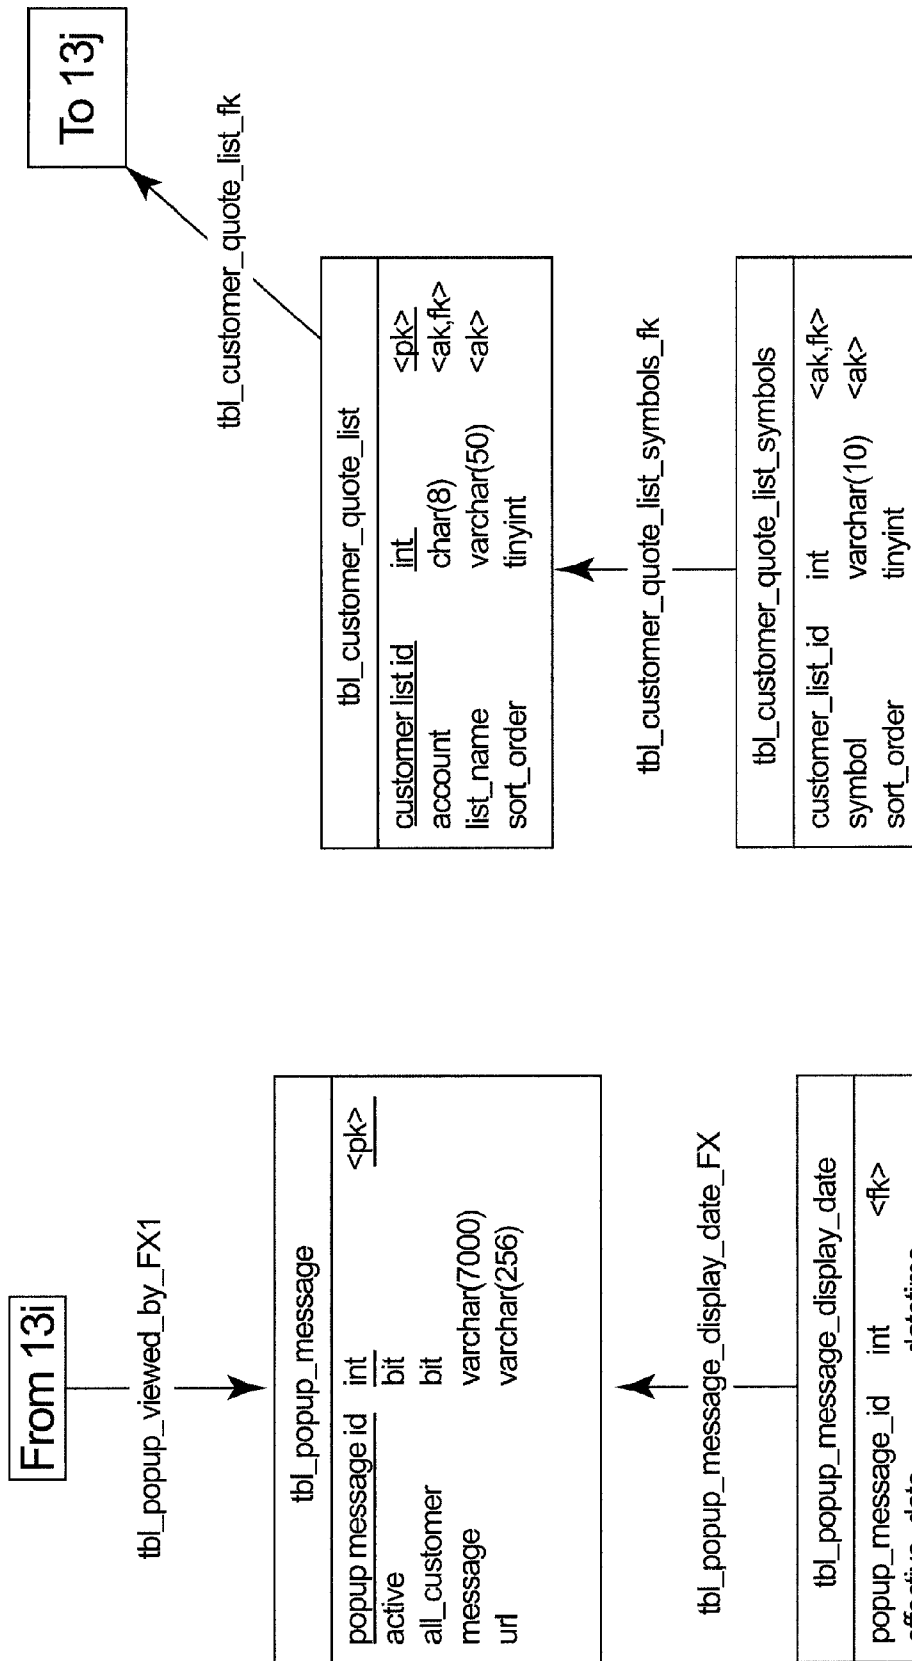 From 13i
tbl_popup_viewed_by_FX1
tbl_popup_message
popup message id int <pk>
active bit
all_customer bit
message varchar(7000)
url varchar(256)
tbl_popup_message_display_date_FX
tbl_popup_message_display_date
popup_message_id int <fk>
effective_date datetime
To 13j
tbl_customer_quote_list_fk
tbl_customer_quote_list
customer list id int <pk>
account char(8) <ak,fk>
list_name varchar(50) <ak>
sort_order tinyint
tbl_customer_quote_list_symbols_fk
tbl_customer_quote_list_symbols
customer_list_id int <ak,fk>
symbol varchar(10) <ak>
sort_order tinyint